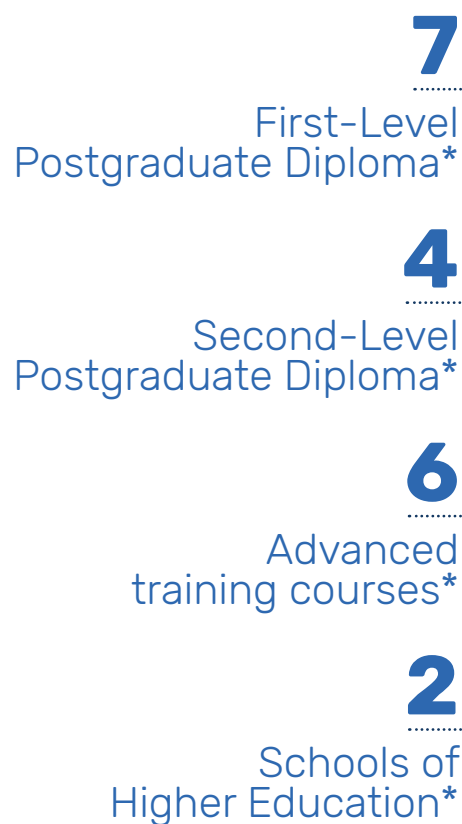 7
First-Level
Postgraduate Diploma*
4
Second-Level
Postgraduate Diploma*
6
Advanced
training courses*
2
Schools of
Higher Education*